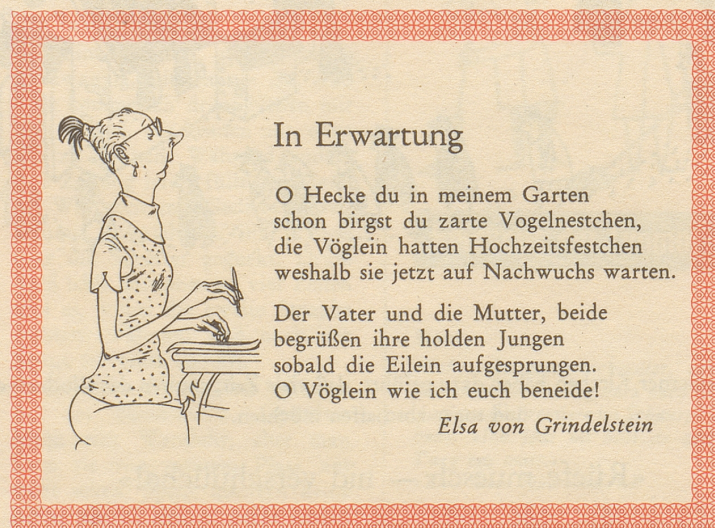 In Erwartung
O Hecke du in meinem Garten
schon birgst du zarte Vogelnestchen,
die Vöglein hatten Hochzeitsfestchen
weshalb sie jetzt auf Nachwuchs warten.
Der Vater und die Mutter, beide
begrüßen ihre holden Jungen
sobald die Eilein aufgesprungen.
O Vöglein wie ich euch beneide!
Elsa von Grindelstein